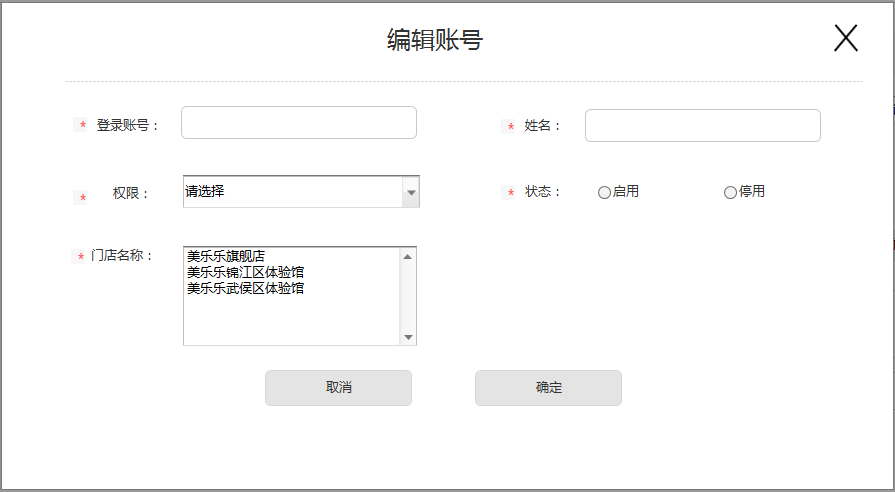 编辑账号
* 登录账号：
* 姓名：
* 权限： 请选择
* 状态： 启用 停用
* 门店名称：
美乐乐旗舰店
美乐乐锦江区体验馆
美乐乐武侯区体验馆
取消 确定